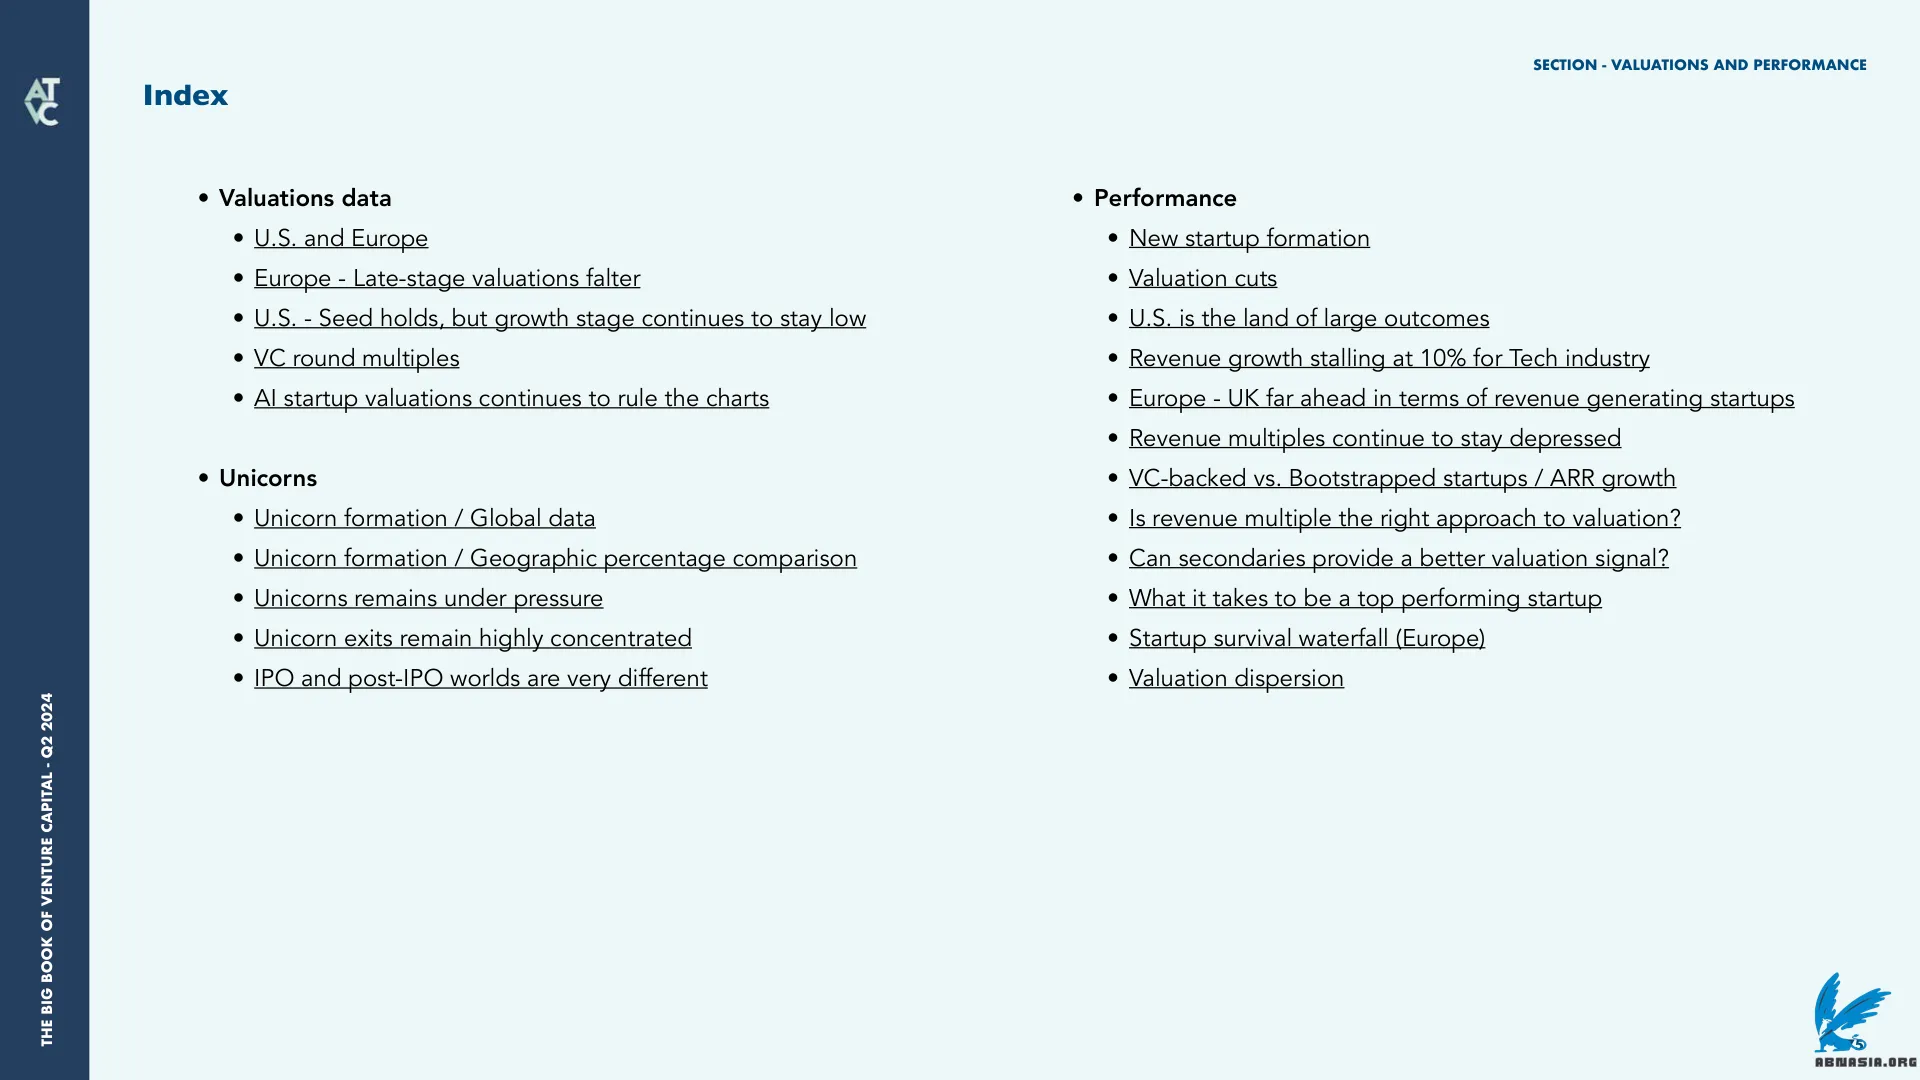 SECTION - VALUATIONS AND PERFORMANCE
AT
VC
Index
• Valuations data
• U.S. and Europe
• Europe - Late-stage valuations falter
• U.S. - Seed holds, but growth stage continues to stay low
• VC round multiples
• AI startup valuations continues to rule the charts
• Unicorns
• Unicorn formation / Global data
• Unicorn formation / Geographic percentage comparison
• Unicorns remains under pressure
• Unicorn exits remain highly concentrated
• IPO and post-IPO worlds are very different
• Performance
• New startup formation
• Valuation cuts
• U.S. is the land of large outcomes
• Revenue growth stalling at 10% for Tech industry
• Europe - UK far ahead in terms of revenue generating startups
• Revenue multiples continue to stay depressed
• VC-backed vs. Bootstrapped startups / ARR growth
• Is revenue multiple the right approach to valuation?
• Can secondaries provide a better valuation signal?
• What it takes to be a top performing startup
• Startup survival waterfall (Europe)
• Valuation dispersion
THE BIG BOOK OF VENTURE CAPITAL - Q2 2024
5
ABNASIA.ORG